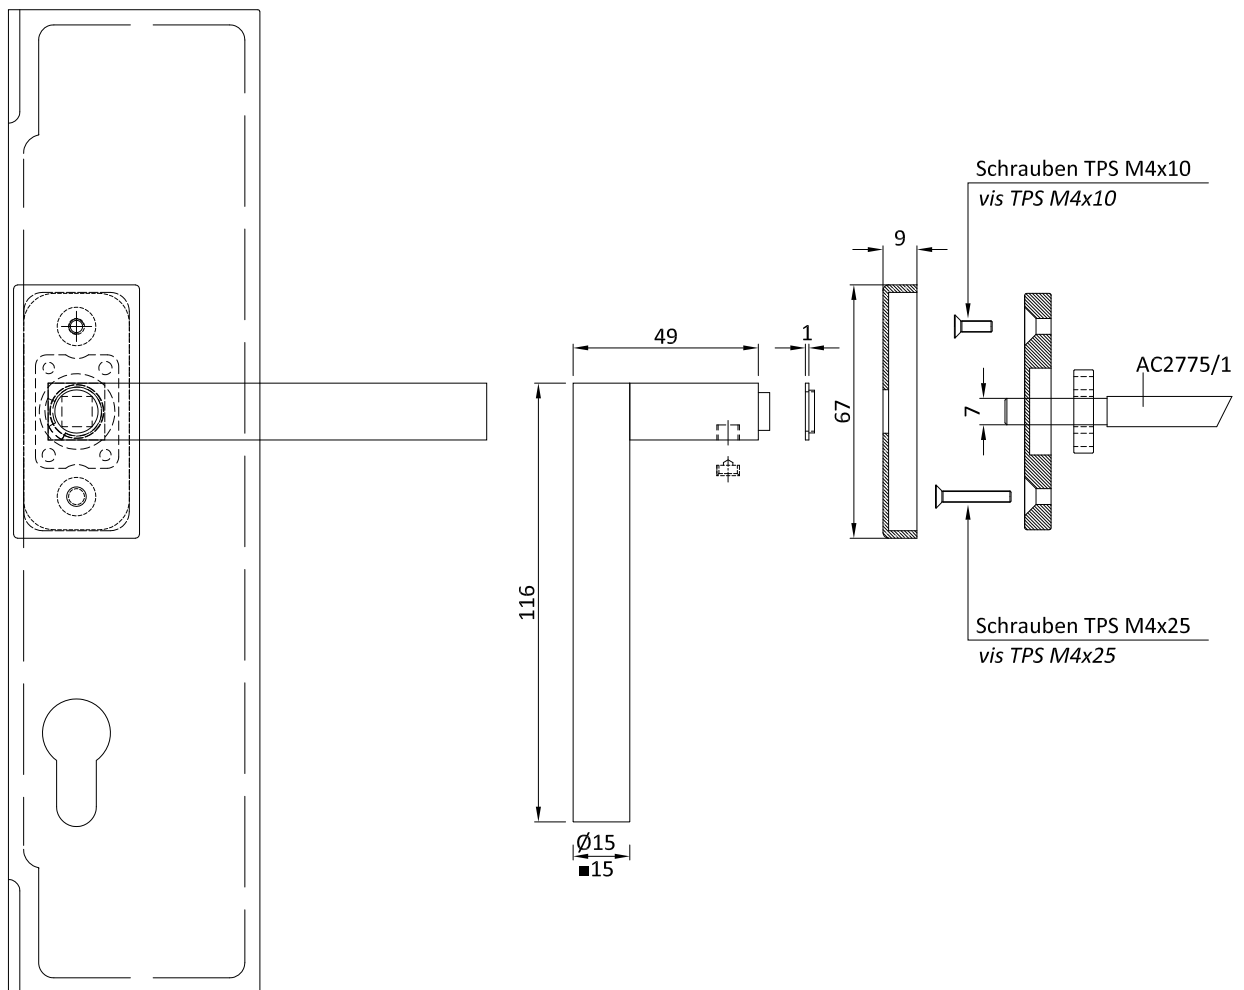 Schrauben TPS M4x10
vis TPS M4x10
9
49
1
AC2775/1
67
7
116
Schrauben TPS M4x25
vis TPS M4x25
Ø15
■15